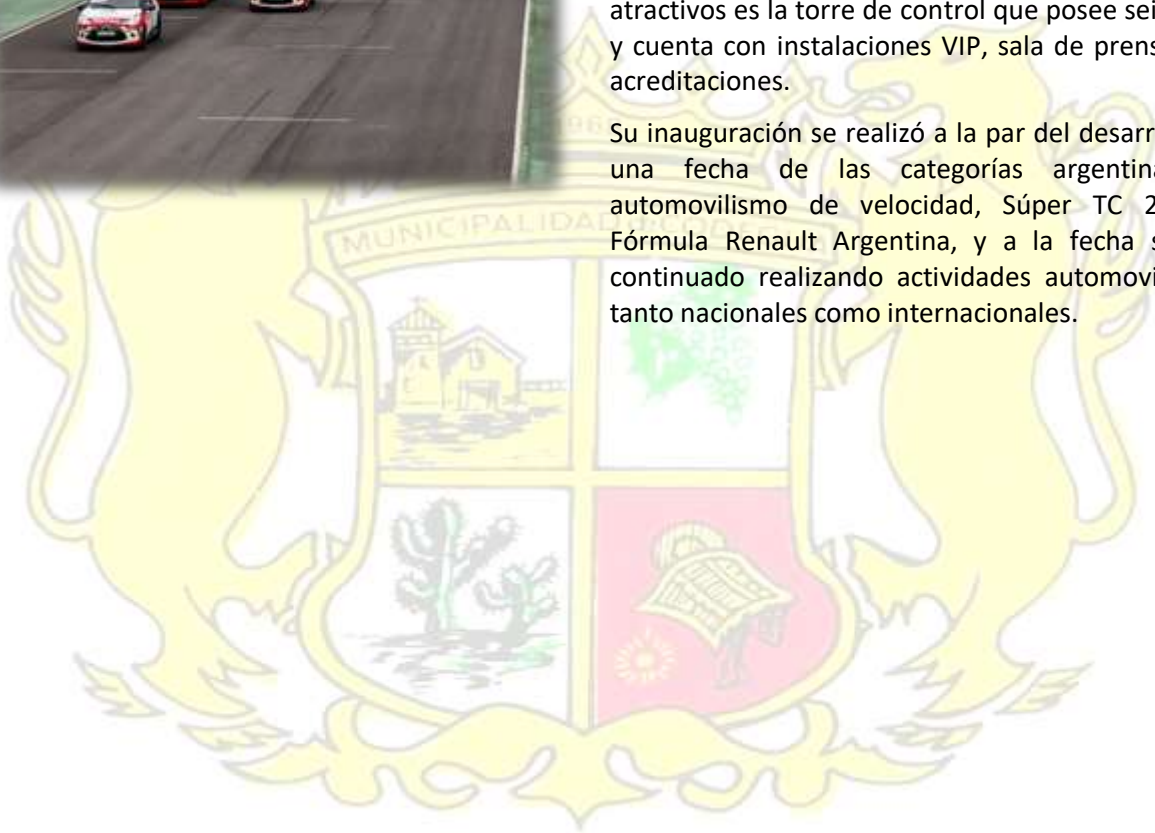 atractivos es la torre de control que posee sei
y cuenta con instalaciones VIP, sala de prens
acreditaciones.
Su inauguración se realizó a la par del desarr
una fecha de las categorías argentina
automovilismo de velocidad, Súper TC 2
Fórmula Renault Argentina, y a la fecha s
continuado realizando actividades automovi
tanto nacionales como internacionales.
MUNICIPALIDAD